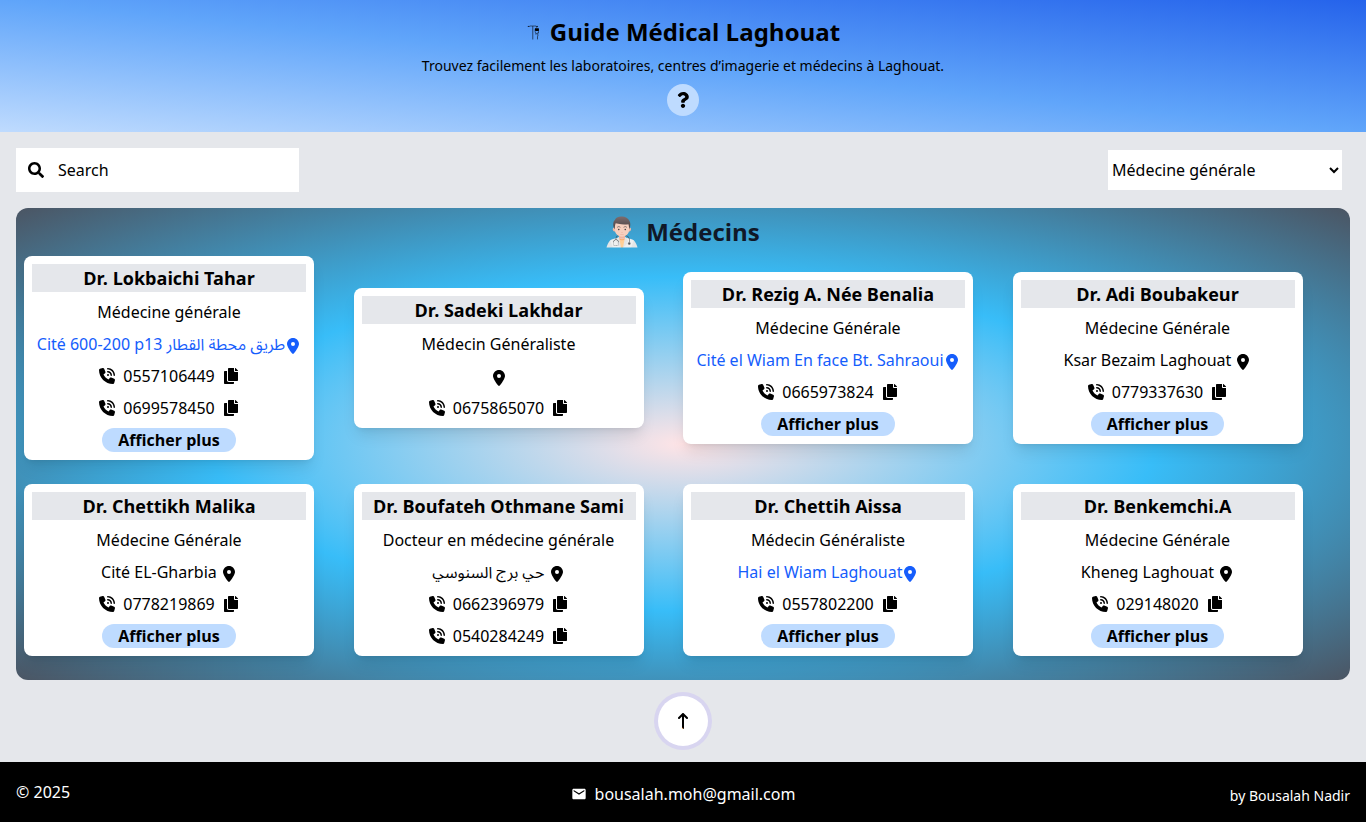 Guide Médical Laghouat
Trouvez facilement les laboratoires, centres d'imagerie et médecins à Laghouat.
?
Search
Médecine générale
Médecins
Dr. Lokbaichi Tahar
Médecine générale
Cité 600-200 p13 طريق محطة القطار
0557106449
0699578450
Afficher plus
Dr. Sadeki Lakhdar
Médecin Généraliste
0675865070
Dr. Rezig A. Née Benalia
Médecine Générale
Cité el Wiam En face Bt. Sahraoui
0665973824
Afficher plus
Dr. Adi Boubakeur
Médecine Générale
Ksar Bezaim Laghouat
0779337630
Afficher plus
Dr. Chettikh Malika
Médecine Générale
Cité EL-Gharbia
0778219869
Afficher plus
Dr. Boufateh Othmane Sami
Docteur en médecine générale
حي برج السنوسي
0662396979
0540284249
Dr. Chettih Aissa
Médecin Généraliste
Hai el Wiam Laghouat
0557802200
Afficher plus
Dr. Benkemchi.A
Médecine Générale
Kheneg Laghouat
029148020
Afficher plus
© 2025
bousalah.moh@gmail.com
by Bousalah Nadir